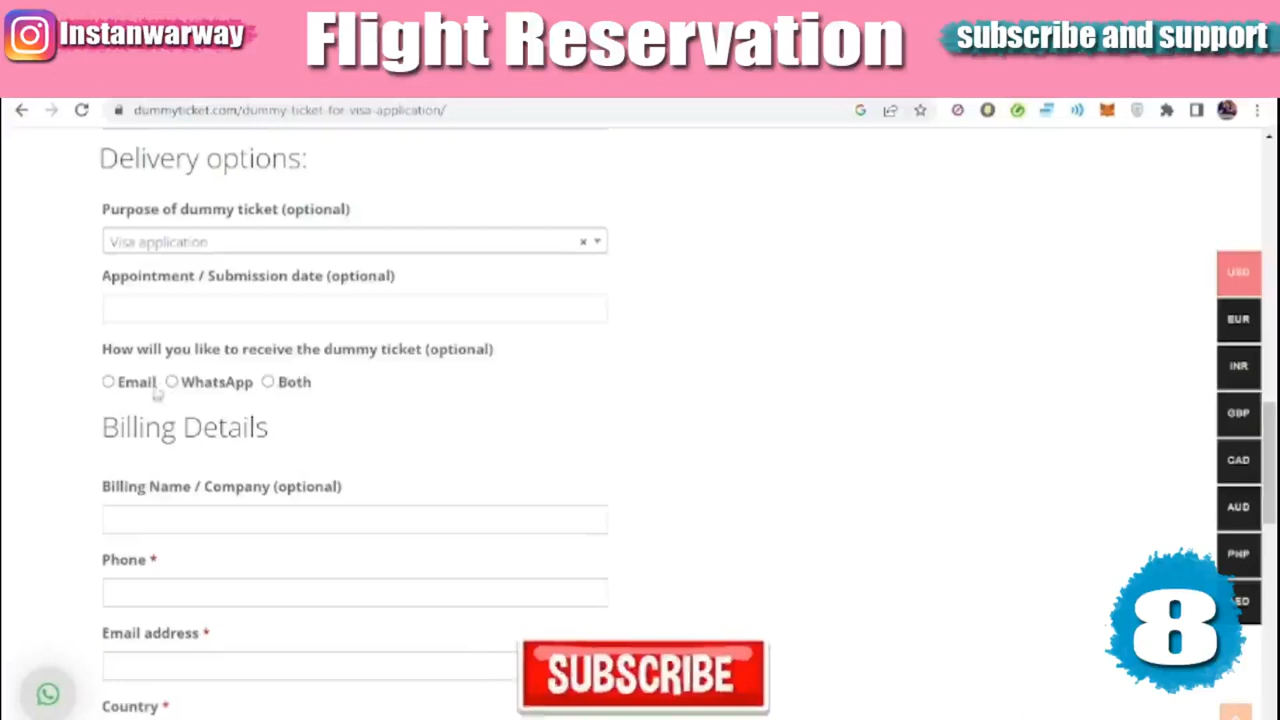 Instanwarway
Flight Reservation
subscribe and support
dummyticket.com/dummy-ticket-for-visa-application/
Delivery options:
Purpose of dummy ticket (optional)
Visa application
Appointment / Submission date (optional)
How will you like to receive the dummy ticket (optional)
Email WhatsApp Both
Billing Details
Billing Name / Company (optional)
Phone *
Email address *
Country *
USD
EUR
INR
GBP
CAD
AUD
PHP
ED
8
SUBSCRIBE